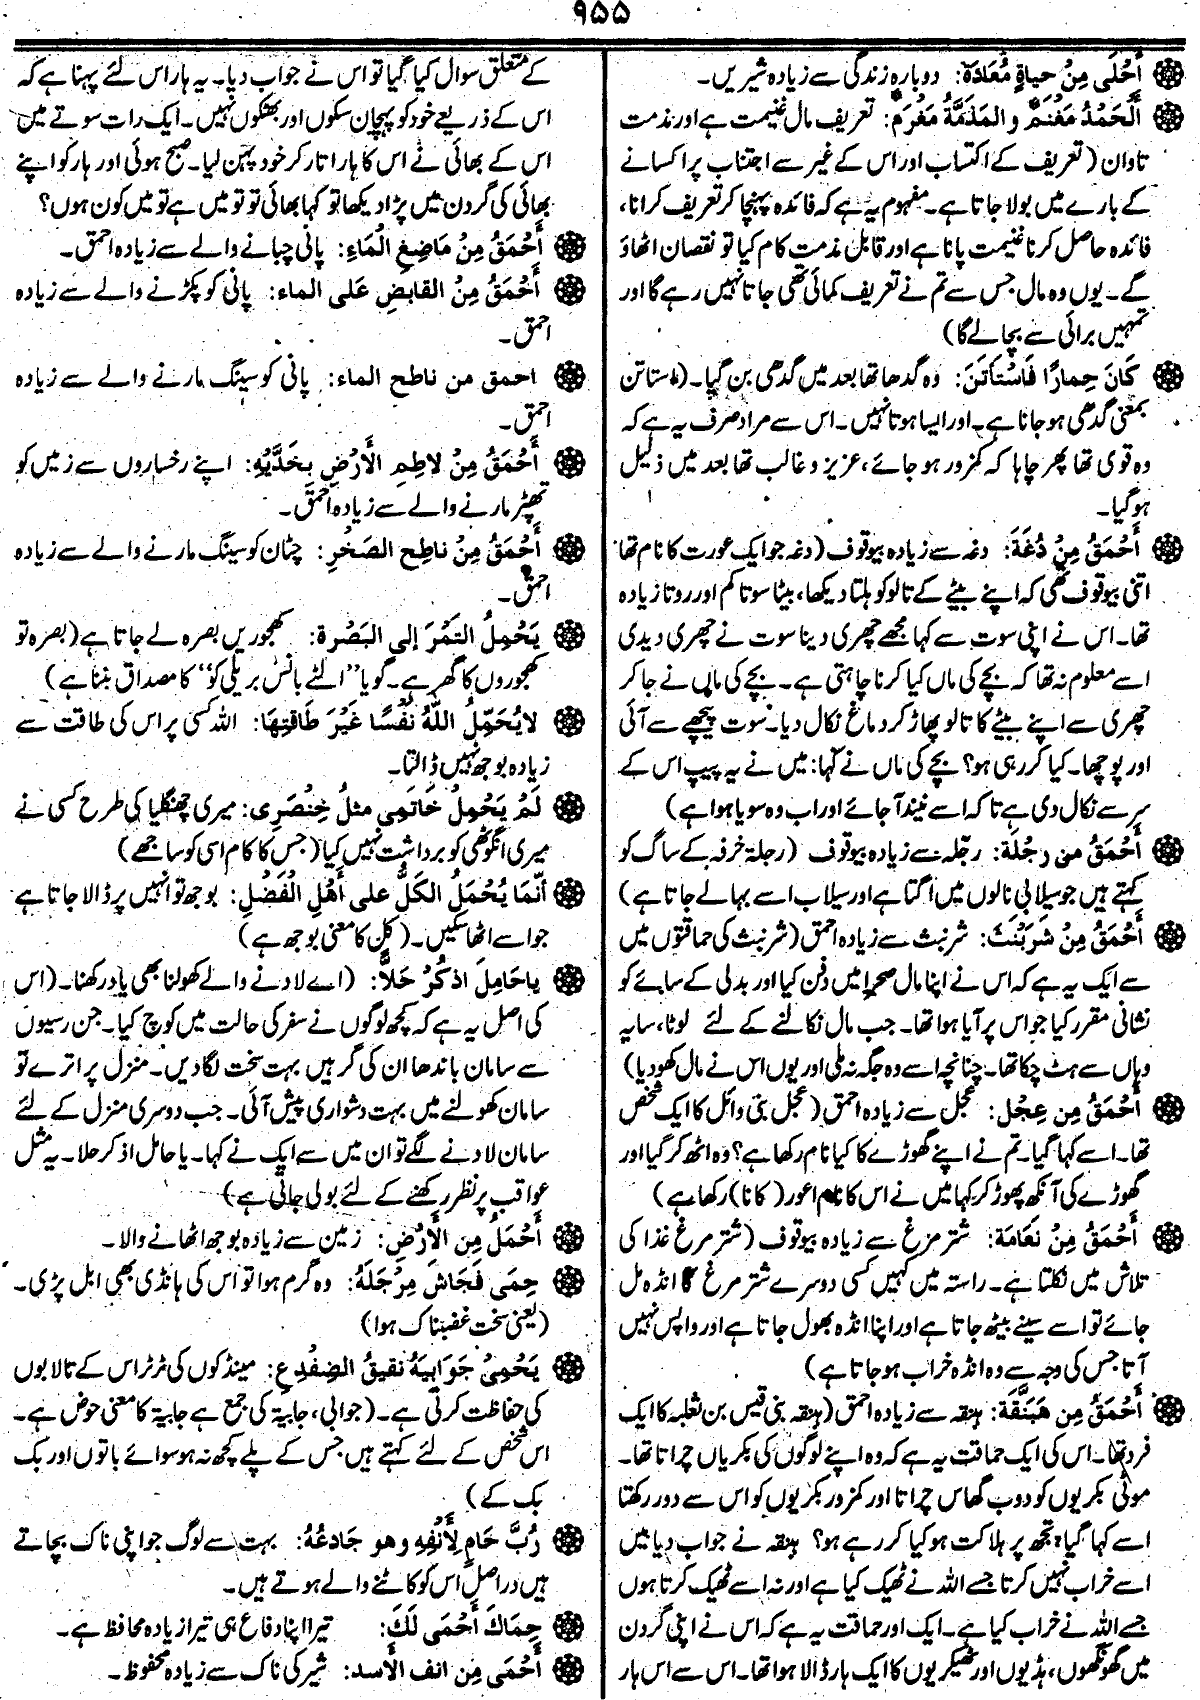 ۹۵۵
أَحْلَى مِنْ حياةٍ مُعَادَة: دوبارہ زندگی سے زیادہ شیریں۔
أَلْحَمْدُ مَغْنَمٌ والمَذَمَّةُ مَغْرَمٌ: تعریف مال غنیمت ہے اور مذمت
تاوان (تعریف کے اکتساب اور اس کے غیر سے اجتناب پر اکسانے
کے بارے میں بولا جاتا ہے۔ مفہوم یہ ہے کہ فائدہ پہنچا کر تعریف کرانا،
فائدہ حاصل کرنا غنیمت پانا ہے اور قابل مذمت کام کیا تو نقصان اٹھاؤ
گے۔ یوں وہ مال جس سے تم نے تعریف کمائی تھی جاتا نہیں رہے گا اور
تمہیں برائی سے بچالے گا)
كَانَ حِمارًا فَاسْتَأتَنَ: وہ گدھا تھا بعد میں گدھی بن گیا۔ (استاتن
بمعنی گدھی ہو جانا ہے۔ اور ایسا ہوتا نہیں۔ اس سے مراد صرف یہ ہے کہ
وہ قوی تھا پھر چاہا کہ کمزور ہو جائے، عزیز و غالب تھا بعد میں ذلیل
ہو گیا۔
أَحْمَقُ مِنْ دُغَةَ: دغہ سے زیادہ بیوقوف (دغہ جو ایک عورت کا نام تھا
اتنی بیوقوف تھی کہ اپنے بیٹے کے تالو کو ہلتا دیکھا، بیٹا سوتا کم اور روتا زیادہ
تھا۔ اس نے اپنی سوت سے کہا مجھے چھری دینا سوت نے چھری دیدی
اسے معلوم نہ تھا کہ بچے کی ماں کیا کرنا چاہتی ہے۔ بچے کی ماں نے جا کر
چھری سے اپنے بیٹے کا تالو پھاڑ کر دماغ نکال دیا۔ سوت پیچھے سے آئی
اور پوچھا۔ کیا کر رہی ہو؟ بچے کی ماں نے کہا: میں نے یہ پیپ اس کے
سر سے نکال دی ہے تاکہ اسے نیند آ جائے اور اب وہ سویا ہوا ہے)
أَحْمَقُ من رِجْلَة: رجلہ سے زیادہ بیوقوف (رجلة خرفہ کے ساگ کو
کہتے ہیں جو سیلابی نالوں میں اگتا ہے اور سیلاب اسے بہا لے جاتا ہے)
أَحْمَقُ مِنْ شَرَنْبَثَ: شرنبث سے زیادہ احمق (شرنبث کی حماقتوں میں
سے ایک یہ ہے کہ اس نے اپنا مال صحرا میں دفن کیا اور بدلی کے سائے کو
نشانی مقرر کیا جو اس پر آیا ہوا تھا۔ جب مال نکالنے کے لئے لوٹا، سایہ
وہاں سے ہٹ چکا تھا۔ چنانچہ اسے وہ جگہ نہ ملی اور یوں اس نے مال کھو دیا)
أَحْمَقُ مِن عِجْل: عجل سے زیادہ احمق (عجل بنی وائل کا ایک شخص
تھا۔ اسے کہا گیا۔ تم نے اپنے گھوڑے کا کیا نام رکھا ہے؟ وہ اٹھ کر گیا اور
گھوڑے کی آنکھ پھوڑ کر کہا میں نے اس کا نام اعور (کانا) رکھا ہے)
أَحْمَقُ مِنْ نَعَامَة: شتر مرغ سے زیادہ بیوقوف (شتر مرغ غذا کی
تلاش میں نکلتا ہے۔ راستہ میں کہیں کسی دوسرے شتر مرغ کا انڈہ مل
جائے تو اسے سینے بیٹھ جاتا ہے اور اپنا انڈہ بھول جاتا ہے اور واپس نہیں
آتا جس کی وجہ سے وہ انڈہ خراب ہو جاتا ہے)
أَحْمَقُ مِن هَبَنَّقَة: ہبنقہ سے زیادہ احمق (ہبنقہ بنی قیس بن ثعلبہ کا ایک
فرد تھا۔ اس کی ایک حماقت یہ ہے کہ وہ اپنے لوگوں کی بکریاں چراتا تھا۔
موٹی بکریوں کو دوب گھاس چراتا اور کمزور بکریوں کو اس سے دور رکھتا
اسے کہا گیا: تجھ پر ہلاکت ہو کیا کر رہے ہو؟ ہبنقہ نے جواب دیا میں
اسے خراب نہیں کرتا جسے اللہ نے ٹھیک کیا ہے اور نہ اسے ٹھیک کرتا ہوں
جسے اللہ نے خراب کیا ہے۔ ایک اور حماقت یہ ہے کہ اس نے اپنی گردن
میں گھونگھوں، ہڈیوں اور ٹھیکریوں کا ایک ہار ڈالا ہوا تھا۔ اس سے اس ہار
کے متعلق سوال کیا گیا تو اس نے جواب دیا۔ یہ ہار اس لئے پہنا ہے کہ
اس کے ذریعے خود کو پہچان سکوں اور بھٹکوں نہیں۔ ایک رات سوتے میں
اس کے بھائی نے اس کا ہار اتار کر خود پہن لیا۔ صبح ہوئی اور ہار کو اپنے
بھائی کی گردن میں پڑا دیکھا تو کہا بھائی تو تو میں ہے تو میں کون ہوں؟
أَحْمَقُ مِنْ مَاضِغِ الْمَاءِ: پانی چبانے والے سے زیادہ احمق۔
أَحْمَقُ مِنْ القابِضِ عَلَى الماء: پانی کو پکڑنے والے سے زیادہ
احمق۔
احمق من ناطح الماء: پانی کو سینگ مارنے والے سے زیادہ
احمق۔
أَحْمَقُ مِنْ لاطِمِ الأَرْضِ بِخَدَّيْهِ: اپنے رخساروں سے زمیں کو
تھپڑ مارنے والے سے زیادہ احمق۔
أَحْمَقُ مِنْ ناطِحِ الصَخْرِ: چٹان کو سینگ مارنے والے سے زیادہ
احمق۔
يَحْمِلُ التَمْرَ إلى البَصْرة: کھجوریں بصرہ لے جاتا ہے (بصرہ تو
کھجوروں کا گھر ہے۔ گویا ”الٹے بانس بریلی کو“ کا مصداق بنتا ہے)
لايُحَمِّلُ اللّٰهُ نَفْسًا غَيْرَ طَاقَتِهَا: اللہ کسی پر اس کی طاقت سے
زیادہ بوجھ نہیں ڈالتا۔
لَمْ يَحْمِلْ خَاتَمِی مثلُ خِنْصَرِی: میری چھنگلیا کی طرح کسی نے
میری انگوٹھی کو برداشت نہیں کیا (جس کا کام اسی کو ساجھے)
أنّمَا يُحْمَلُ الكَلُّ على أَهْلِ الْفَضْلِ: بوجھ تو انہیں پر ڈالا جاتا ہے
جو اسے اٹھا سکیں۔ (کلّ کا معنی بوجھ ہے)
ياحَامِلَ اذكُرْ حَلاًّ: (اے لادنے والے کھولنا بھی یاد رکھنا۔ (اس
کی اصل یہ ہے کہ کچھ لوگوں نے سفر کی حالت میں کوچ کیا۔ جن رسیوں
سے سامان باندھا ان کی گرہیں بہت سخت لگا دیں۔ منزل پر اترے تو
سامان کھولنے میں بہت دشواری پیش آئی۔ جب دوسری منزل کے لئے
سامان لادنے لگے تو ان میں سے ایک نے کہا۔ یا حامل اذکر حلا۔ یہ مثل
عواقب پر نظر رکھنے کے لئے بولی جاتی ہے)
أَحْمَلُ مِن الأَرْضِ: زمین سے زیادہ بوجھ اٹھانے والا۔
حِمَى فَجَاشَ مِرْجَلَهُ: وہ گرم ہوا تو اس کی ہانڈی بھی ابل پڑی۔
(یعنی سخت غضبناک ہوا)
يَحْمِیْ جَوَابِيَهُ نقيقُ الضِفْدِعِ: مینڈکوں کی ٹرٹر اس کے تالابوں
کی حفاظت کرتی ہے۔ (جوابی، جابیة کی جمع ہے جابیة کا معنی حوض ہے۔
اس شخص کے لئے کہتے ہیں جس کے پلے کچھ نہ ہو سوائے باتوں اور بک
بک کے)
رُبَّ حَامٍ لِأَنْفِهِ وهو جَادِعُهُ: بہت سے لوگ جو اپنی ناک بچاتے
ہیں دراصل اس کو کاٹنے والے ہوتے ہیں۔
حِمَاكَ أَحْمَى لَكَ: تیرا اپنا دفاع ہی تیرا زیادہ محافظ ہے۔
أَحْمَى مِن انف الأسد: شیر کی ناک سے زیادہ محفوظ۔